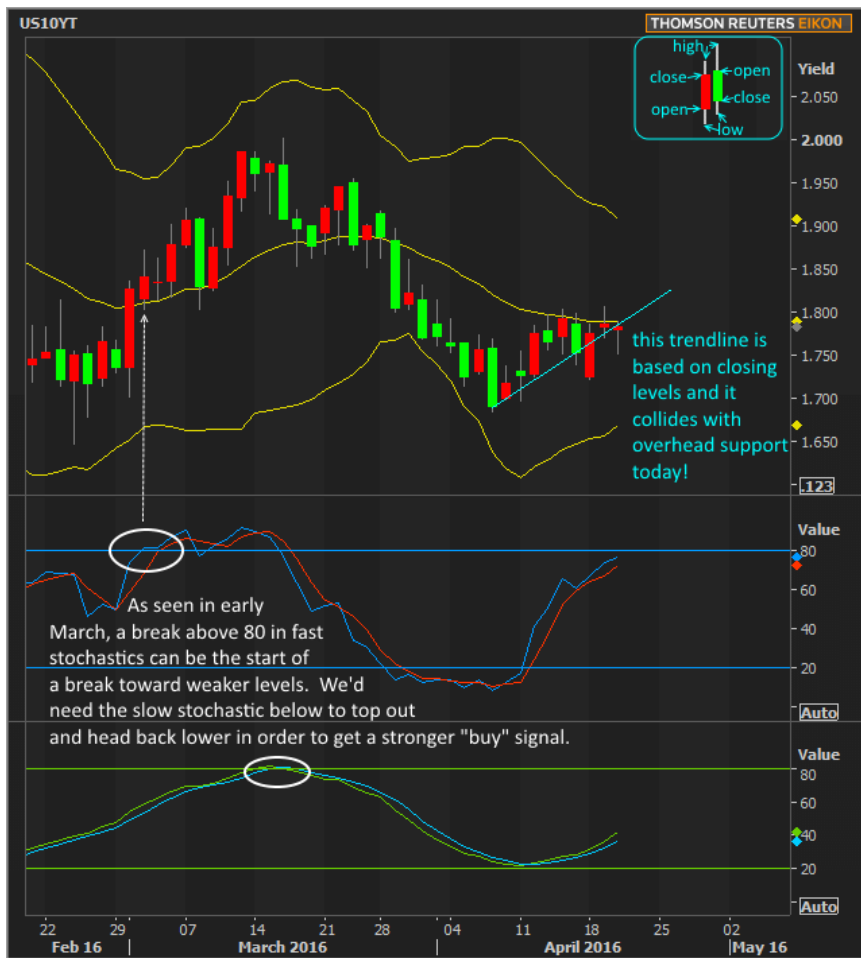 US10YT
THOMSON REUTERS EIKON
high
close
open
open
close
low
Yield
2.050
2.000
1.950
1.900
1.850
1.800
1.750
1.700
1.650
.123
this trendline is
based on closing
levels and it
collides with
overhead support
today!
Value
80
60
40
20
Auto
As seen in early
March, a break above 80 in fast
stochastics can be the start of
a break toward weaker levels. We'd
need the slow stochastic below to top out
and head back lower in order to get a stronger "buy" signal.
Value
80
60
40
20
Auto
22 29 07 14 21 28 04 11 18 25 02
Feb 16 March 2016 April 2016 May 16